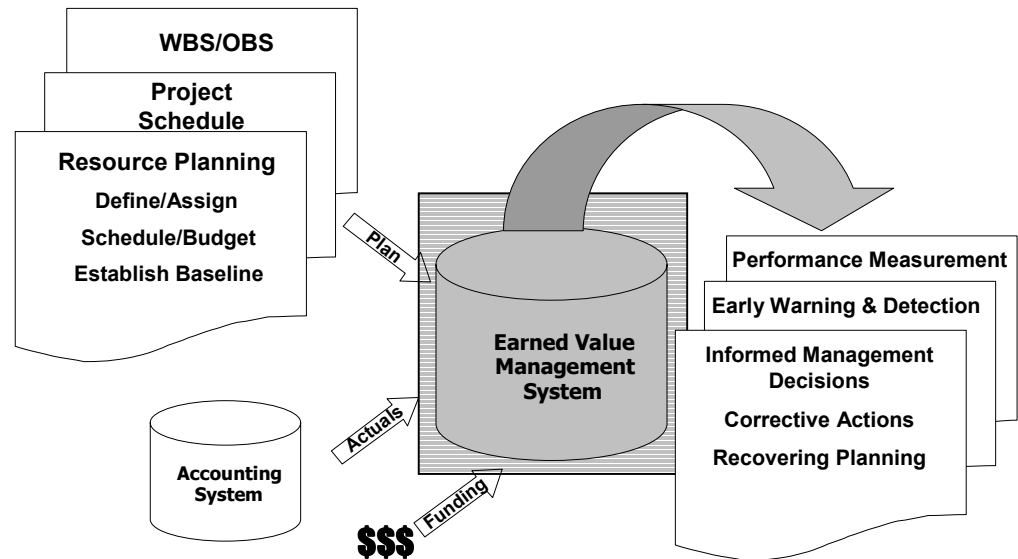 WBS/OBS
Project
Schedule
Resource Planning
Define/Assign
Schedule/Budget
Establish Baseline
Plan
Accounting
System
Actuals
$$$
Funding
Earned Value
Management
System
Performance Measurement
Early Warning & Detection
Informed Management
Decisions
Corrective Actions
Recovering Planning